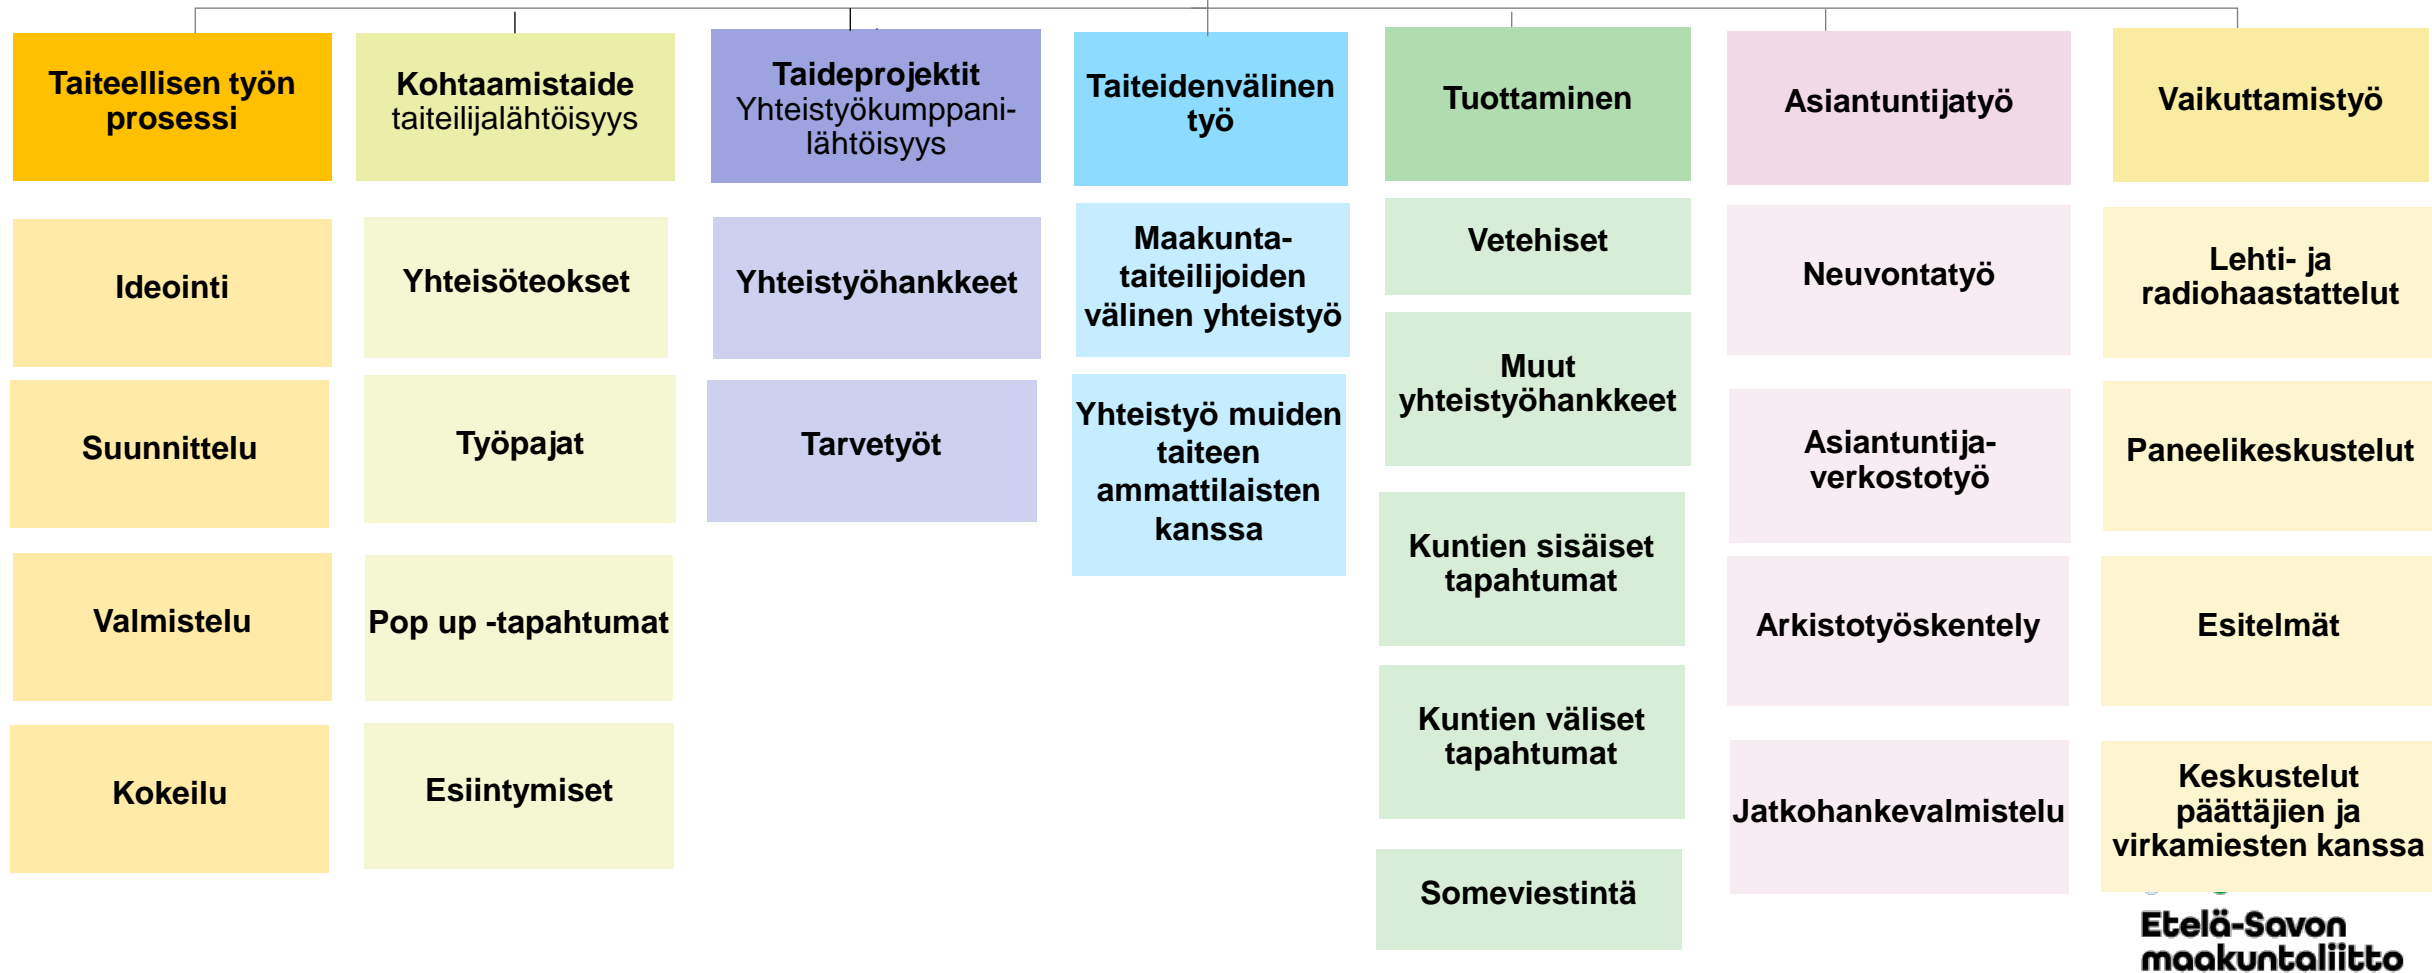 Taiteellisen työn
prosessi
Ideointi
Suunnittelu
Valmistelu
Kokeilu
Kohtaamistaide
taiteilijalähtöisyys
Yhteisöteokset
Työpajat
Pop up -tapahtumat
Esiintymiset
Taideprojektit
Yhteistyökumppani-
lähtöisyys
Yhteistyöhankkeet
Tarvetyöt
Taiteidenvälinen
työ
Maakunta-
taiteilijoiden
välinen yhteistyö
Yhteistyö muiden
taiteen
ammattilaisten
kanssa
Tuottaminen
Vetehiset
Muut
yhteistyöhankkeet
Kuntien sisäiset
tapahtumat
Kuntien väliset
tapahtumat
Someviestintä
Asiantuntijatyö
Neuvontatyö
Asiantuntija-
verkostotyö
Arkistotyöskentely
Jatkohankevalmistelu
Vaikuttamistyö
Lehti- ja
radiohaastattelut
Paneelikeskustelut
Esitelmät
Keskustelut
päättäjien ja
virkamiesten kanssa
Etelä-Savon
maakuntaliitto